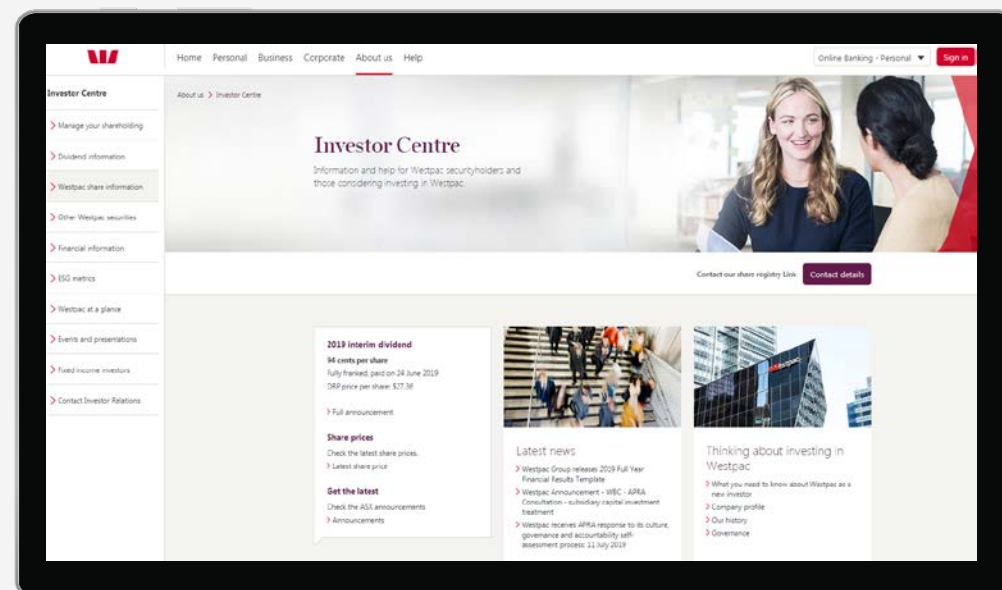 Home Personal Business Corporate About us Help
Online Banking - Personal
Sign in
Investor Centre
Manage your shareholding
Dividend information
Westpac share information
Other Westpac securities
Financial information
ESG metrics
Westpac at a glance
Events and presentations
Fixed income investors
Contact Investor Relations
About us > Investor Centre
Investor Centre
Information and help for Westpac securityholders and
those considering investing in Westpac.
Contact our share registry Link
Contact details
2019 interim dividend
94 cents per share
Fully franked, paid on 24 June 2019
DRP price per share: $27.36
Full announcement
Share prices
Check the latest share prices.
Latest share price
Get the latest
Check the ASX announcements
Announcements
Latest news
Westpac Group releases 2019 Full Year
Financial Results Template
Westpac Announcement - WBC - APRA
Consultation - subsidiary capital investment
treatment
Westpac receives APRA response to its culture,
governance and accountability self-
assessment process: 11 July 2019
Thinking about investing in
Westpac
What you need to know about Westpac as a
new investor
Company profile
Our history
Governance